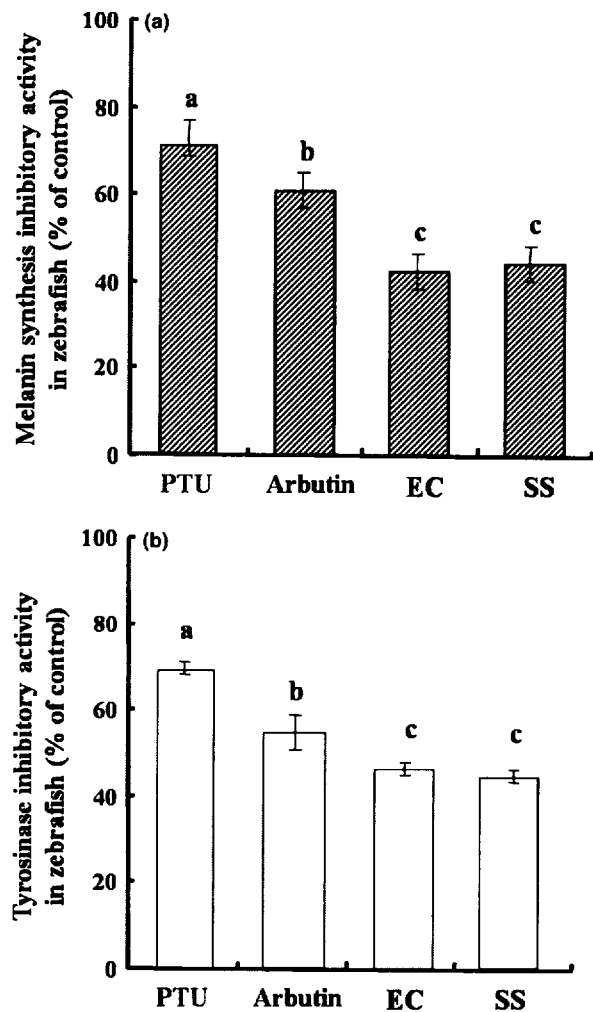 Melanin synthesis inhibitory activity
in zebrafish (% of control)
(a)
100
80
60
40
20
0
a
b
c
c
PTU Arbutin EC SS
Tyrosinase inhibitory activity
in zebrafish (% of control)
(b)
100
80
60
40
20
0
a
b
c
c
PTU Arbutin EC SS